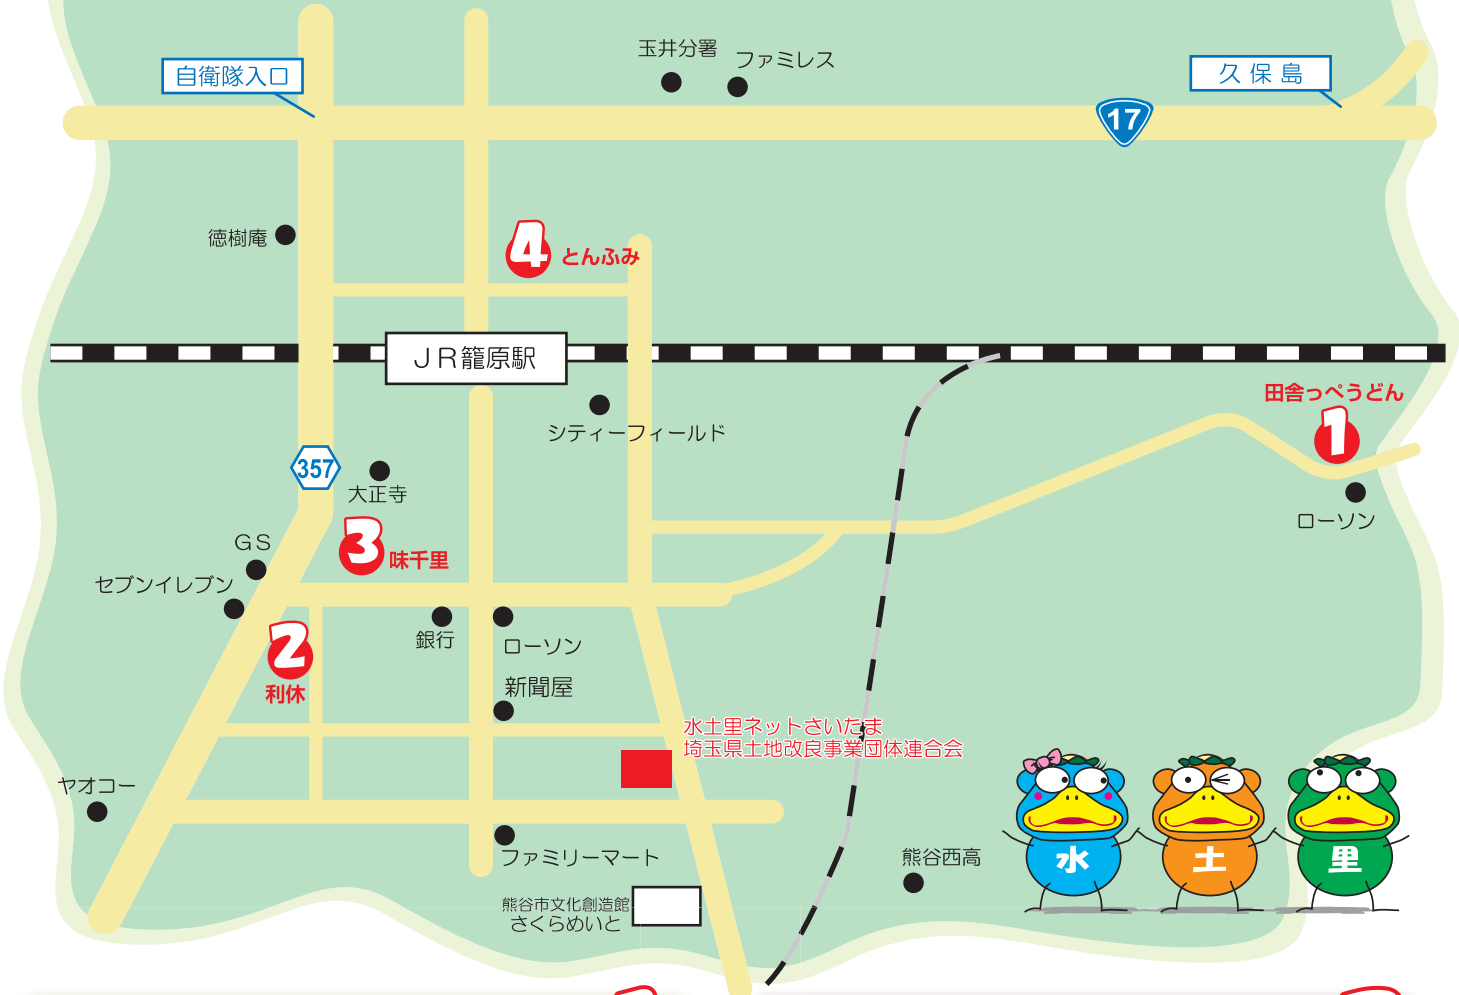 玉井分署
ファミレス
自衛隊入口
久保島
17
徳樹庵
4
とんふみ
JR籠原駅
田舎っぺうどん
1
シティーフィールド
357
大正寺
ローソン
3
味千里
GS
セブンイレブン
銀行
ローソン
2
利休
新聞屋
水土里ネットさいたま
埼玉県土地改良事業団体連合会
ヤオコー
ファミリーマート
熊谷西高
水
土
里
熊谷市文化創造館
さくらめいと